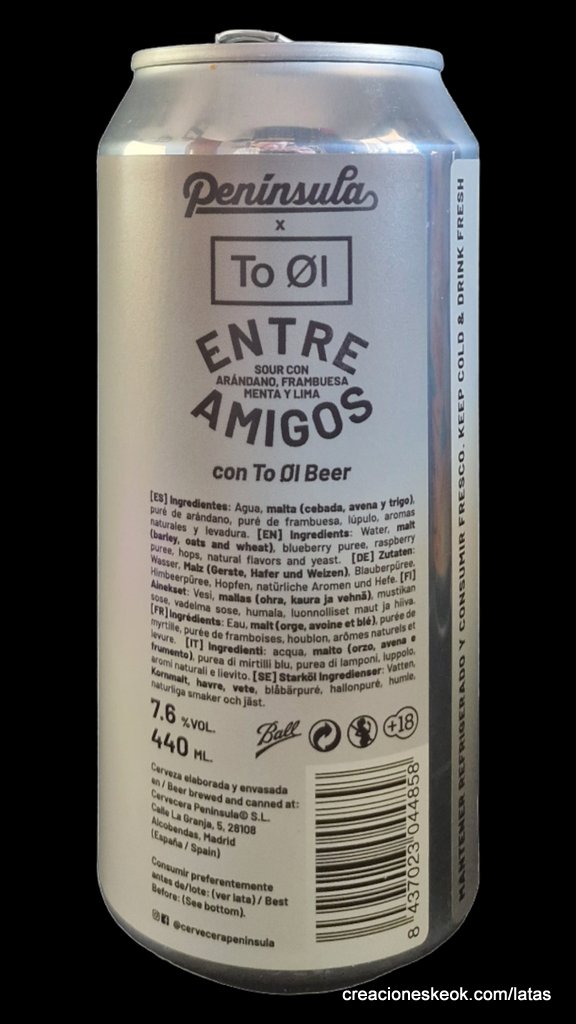 Península
x
To Øl
ENTRE
SOUR CON
ARÁNDANO, FRAMBUESA
MENTA Y LIMA
AMIGOS
con To Øl Beer
[ES] Ingredientes: Agua, malta (cebada, avena y trigo),
puré de arándano, puré de frambuesa, lúpulo, aromas
naturales y levadura. [EN] Ingredients: Water, malt
(barley, oats and wheat), blueberry puree, raspberry
puree, hops, natural flavors and yeast. [DE] Zutaten:
Wasser, Malz (Gerste, Hafer und Weizen), Blauberpüree,
Himbeerpüree, Hopfen, natürliche Aromen und Hefe. [FI]
Ainekset: Vesi, mallas (ohra, kaura ja vehnä), mustikan
sose, vadelma sose, humala, luonnolliset maut ja hiiva.
[FR] Ingrédients: Eau, malt (orge, avoine et blé), purée de
myrtille, purée de framboises, houblon, arômes naturels et
levure. [IT] Ingredienti: acqua, malto (orzo, avena e
frumento), purea di mirtilli blu, purea di lamponi, luppolo,
aromi naturali e lievito. [SE] Starköl Ingredienser: Vatten,
Kornmalt, havre, vete, blåbärpuré, hallonpuré, humle,
naturliga smaker och jäst.
7.6 %VOL.
440 ML.
Ball
+18
Cerveza elaborada y envasada
en / Beer brewed and canned at:
Cervecera Península® S.L.
Calle La Granja, 5, 28108
Alcobendas, Madrid
(España / Spain)
Consumir preferentemente
antes de/lote: (ver lata) / Best
Before: (See bottom).
@cervecerapeninsula
8 437023 044858
MANTENER REFRIGERADO Y CONSUMIR FRESCO. KEEP COLD & DRINK FRESH
creacioneskeok.com/latas